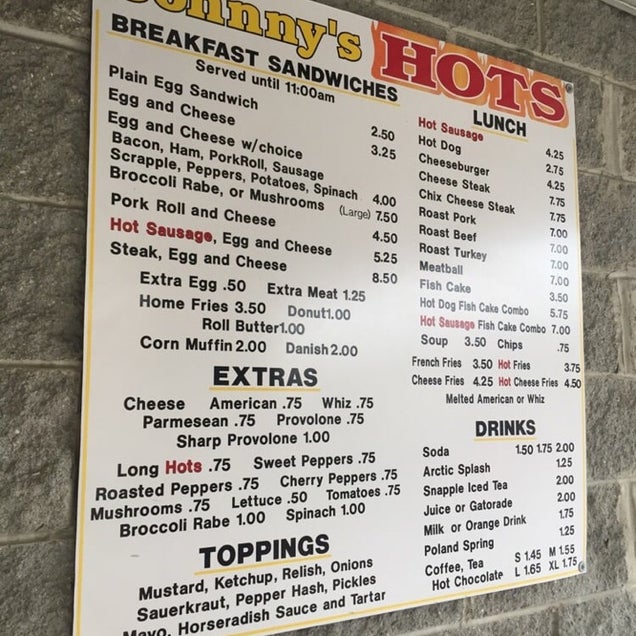 Johnny's HOTS
BREAKFAST SANDWICHES
Served until 11:00am
Plain Egg Sandwich 2.50
Egg and Cheese 3.25
Egg and Cheese w/choice
Bacon, Ham, PorkRoll, Sausage
Scrapple, Peppers, Potatoes, Spinach 4.00
Broccoli Rabe, or Mushrooms (Large) 7.50
Pork Roll and Cheese 4.50
Hot Sausage, Egg and Cheese 5.25
Steak, Egg and Cheese 8.50
Extra Egg .50 Extra Meat 1.25
Home Fries 3.50 Donut1.00
Roll Butter1.00
Corn Muffin 2.00 Danish 2.00
EXTRAS
Cheese American .75 Whiz .75
Parmesean .75 Provolone .75
Sharp Provolone 1.00
Long Hots .75 Sweet Peppers .75
Roasted Peppers .75 Cherry Peppers .75
Mushrooms .75 Lettuce .50 Tomatoes .75
Broccoli Rabe 1.00 Spinach 1.00
TOPPINGS
Mustard, Ketchup, Relish, Onions
Sauerkraut, Pepper Hash, Pickles
Mayo, Horseradish Sauce and Tartar
LUNCH
Hot Sausage 4.25
Hot Dog 2.75
Cheeseburger 4.25
Cheese Steak 7.75
Chix Cheese Steak 7.75
Roast Pork 7.00
Roast Beef 7.00
Roast Turkey 7.00
Meatball 7.00
Fish Cake 3.50
Hot Dog Fish Cake Combo 5.75
Hot Sausage Fish Cake Combo 7.00
Soup 3.50 Chips .75
French Fries 3.50 Hot Fries 3.75
Cheese Fries 4.25 Hot Cheese Fries 4.50
Melted American or Whiz
DRINKS
Soda 1.50 1.75 2.00
Arctic Splash 1.25
Snapple Iced Tea 2.00
Juice or Gatorade 2.00
Milk or Orange Drink 1.75
Poland Spring 1.25
Coffee, Tea S 1.45 M 1.55
Hot Chocolate L 1.65 XL 1.75